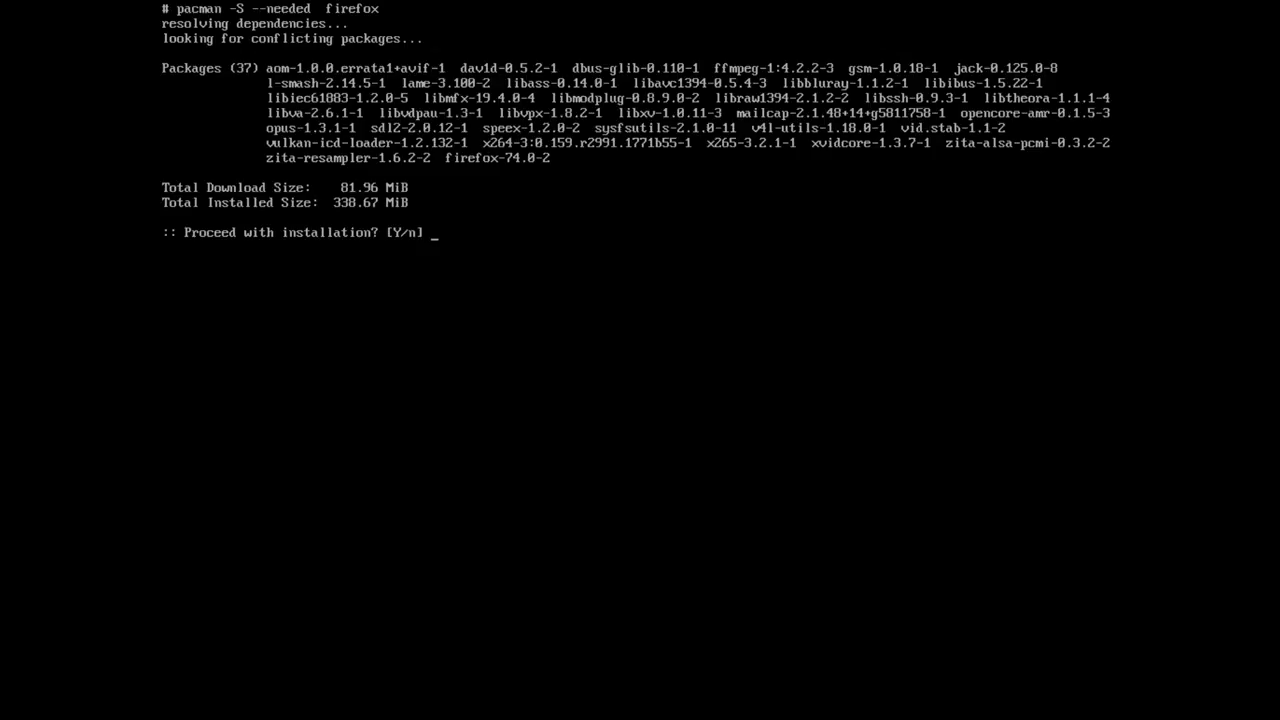 # pacman -S --needed  firefox
resolving dependencies...
looking for conflicting packages...
Packages (37) aom-1.0.0.errata1+avif-1  dav1d-0.5.2-1  dbus-glib-0.110-1  ffmpeg-1:4.2.2-3  gsm-1.0.18-1  jack-0.125.0-8
l-smash-2.14.5-1  lame-3.100-2  libass-0.14.0-1  libavc1394-0.5.4-3  libbluray-1.1.2-1  libibus-1.5.22-1
libiec61883-1.2.0-5  libmfx-19.4.0-4  libmodplug-0.8.9.0-2  libraw1394-2.1.2-2  libssh-0.9.3-1  libtheora-1.1.1-4
libva-2.6.1-1  libvdpau-1.3-1  libvpx-1.8.2-1  libxv-1.0.11-3  mailcap-2.1.48+14+g5811758-1  opencore-amr-0.1.5-3
opus-1.3.1-1  sdl2-2.0.12-1  speex-1.2.0-2  sysfsutils-2.1.0-11  v4l-utils-1.18.0-1  vid.stab-1.1-2
vulkan-icd-loader-1.2.132-1  x264-3:0.159.r2991.1771b55-1  x265-3.2.1-1  xvidcore-1.3.7-1  zita-alsa-pcmi-0.3.2-2
zita-resampler-1.6.2-2  firefox-74.0-2
Total Download Size:    81.96 MiB
Total Installed Size:  338.67 MiB
:: Proceed with installation? [Y/n] _